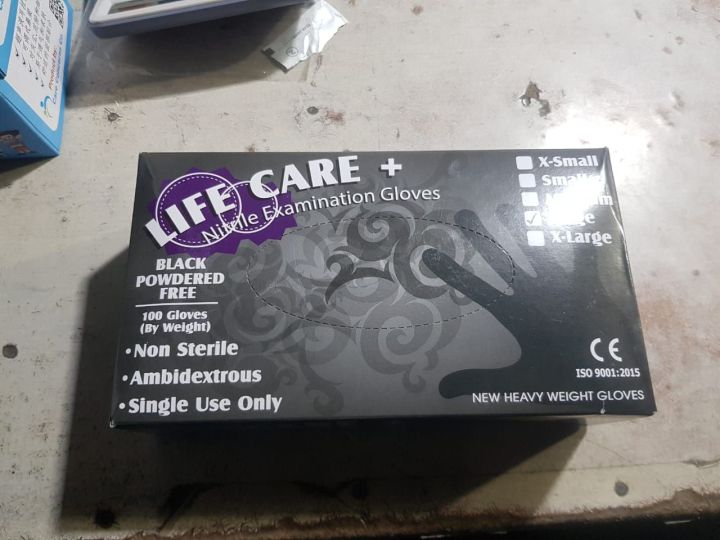 LIFE CARE +
Nitrile Examination Gloves
X-Small
X-Large
BLACK
POWDERED
FREE
100 Gloves
(By Weight)
• Non Sterile
• Ambidextrous
• Single Use Only
CE
ISO 9001:2015
NEW HEAVY WEIGHT GLOVES